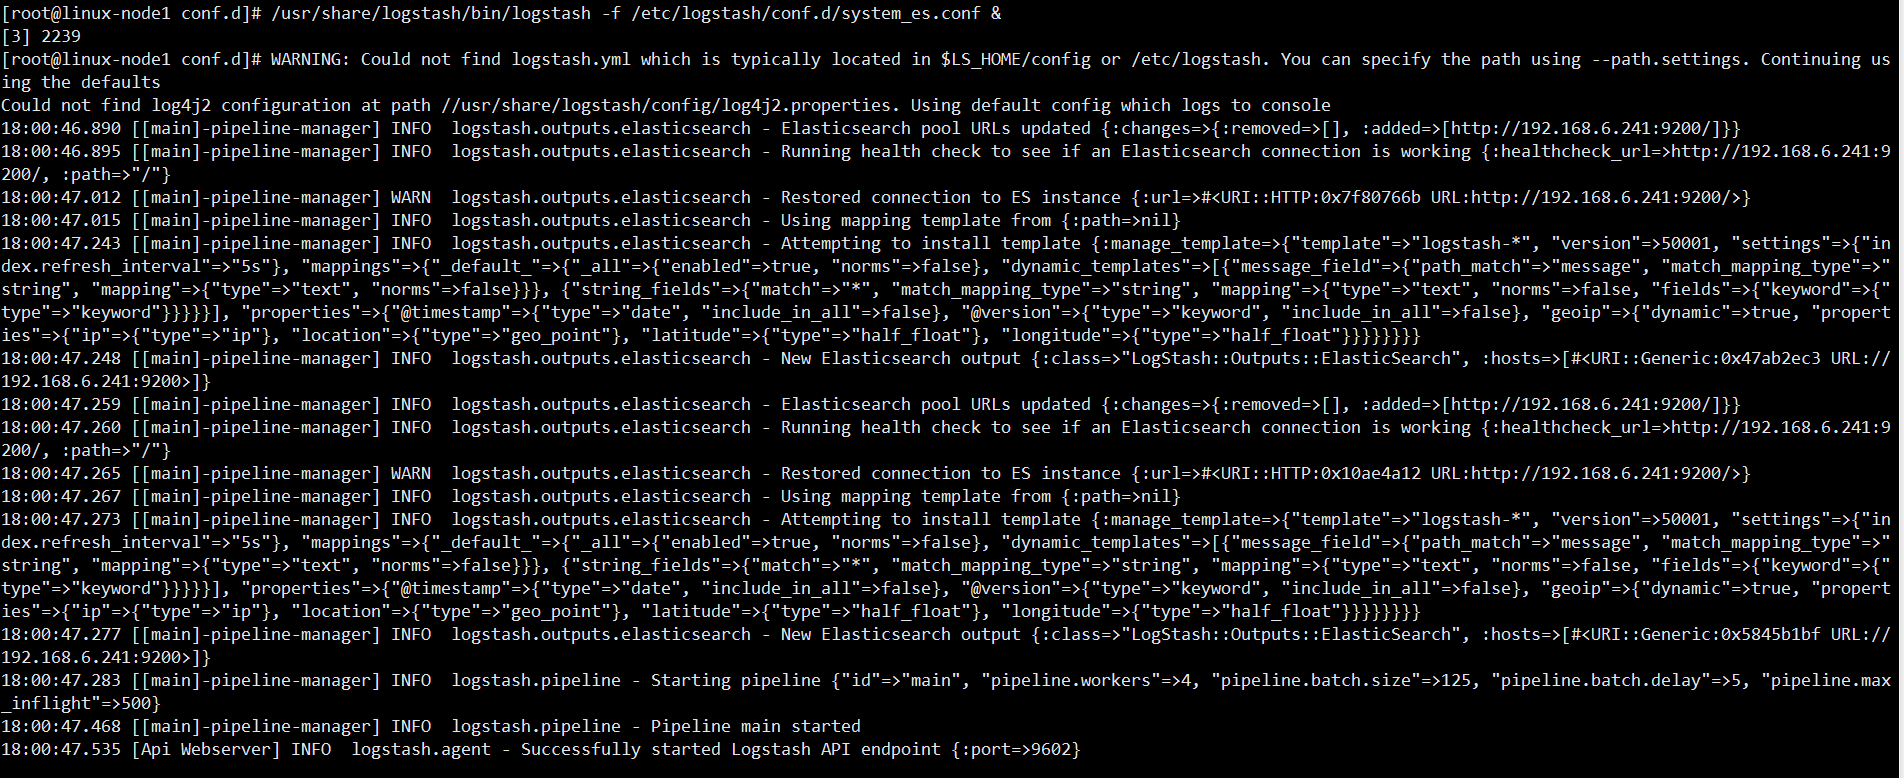 [root@linux-node1 conf.d]# /usr/share/logstash/bin/logstash -f /etc/logstash/conf.d/system_es.conf &
[3] 2239
[root@linux-node1 conf.d]# WARNING: Could not find logstash.yml which is typically located in $LS_HOME/config or /etc/logstash. You can specify the path using --path.settings. Continuing us
ing the defaults
Could not find log4j2 configuration at path //usr/share/logstash/config/log4j2.properties. Using default config which logs to console
18:00:46.890 [[main]-pipeline-manager] INFO  logstash.outputs.elasticsearch - Elasticsearch pool URLs updated {:changes=>{:removed=>[], :added=>[http://192.168.6.241:9200/]}}
18:00:46.895 [[main]-pipeline-manager] INFO  logstash.outputs.elasticsearch - Running health check to see if an Elasticsearch connection is working {:healthcheck_url=>http://192.168.6.241:9
200/, :path=>"/"}
18:00:47.012 [[main]-pipeline-manager] WARN  logstash.outputs.elasticsearch - Restored connection to ES instance {:url=>#<URI::HTTP:0x7f80766b URL:http://192.168.6.241:9200/>}
18:00:47.015 [[main]-pipeline-manager] INFO  logstash.outputs.elasticsearch - Using mapping template from {:path=>nil}
18:00:47.243 [[main]-pipeline-manager] INFO  logstash.outputs.elasticsearch - Attempting to install template {:manage_template=>{"template"=>"logstash-*", "version"=>50001, "settings"=>{"in
dex.refresh_interval"=>"5s"}, "mappings"=>{"_default_"=>{"_all"=>{"enabled"=>true, "norms"=>false}, "dynamic_templates"=>[{"message_field"=>{"path_match"=>"message", "match_mapping_type"=>"
string", "mapping"=>{"type"=>"text", "norms"=>false}}}, {"string_fields"=>{"match"=>"*", "match_mapping_type"=>"string", "mapping"=>{"type"=>"text", "norms"=>false, "fields"=>{"keyword"=>{"
type"=>"keyword"}}}}}], "properties"=>{"@timestamp"=>{"type"=>"date", "include_in_all"=>false}, "@version"=>{"type"=>"keyword", "include_in_all"=>false}, "geoip"=>{"dynamic"=>true, "propert
ies"=>{"ip"=>{"type"=>"ip"}, "location"=>{"type"=>"geo_point"}, "latitude"=>{"type"=>"half_float"}, "longitude"=>{"type"=>"half_float"}}}}}}}}
18:00:47.248 [[main]-pipeline-manager] INFO  logstash.outputs.elasticsearch - New Elasticsearch output {:class=>"LogStash::Outputs::ElasticSearch", :hosts=>[#<URI::Generic:0x47ab2ec3 URL://
192.168.6.241:9200>]}
18:00:47.259 [[main]-pipeline-manager] INFO  logstash.outputs.elasticsearch - Elasticsearch pool URLs updated {:changes=>{:removed=>[], :added=>[http://192.168.6.241:9200/]}}
18:00:47.260 [[main]-pipeline-manager] INFO  logstash.outputs.elasticsearch - Running health check to see if an Elasticsearch connection is working {:healthcheck_url=>http://192.168.6.241:9
200/, :path=>"/"}
18:00:47.265 [[main]-pipeline-manager] WARN  logstash.outputs.elasticsearch - Restored connection to ES instance {:url=>#<URI::HTTP:0x10ae4a12 URL:http://192.168.6.241:9200/>}
18:00:47.267 [[main]-pipeline-manager] INFO  logstash.outputs.elasticsearch - Using mapping template from {:path=>nil}
18:00:47.273 [[main]-pipeline-manager] INFO  logstash.outputs.elasticsearch - Attempting to install template {:manage_template=>{"template"=>"logstash-*", "version"=>50001, "settings"=>{"in
dex.refresh_interval"=>"5s"}, "mappings"=>{"_default_"=>{"_all"=>{"enabled"=>true, "norms"=>false}, "dynamic_templates"=>[{"message_field"=>{"path_match"=>"message", "match_mapping_type"=>"
string", "mapping"=>{"type"=>"text", "norms"=>false}}}, {"string_fields"=>{"match"=>"*", "match_mapping_type"=>"string", "mapping"=>{"type"=>"text", "norms"=>false, "fields"=>{"keyword"=>{"
type"=>"keyword"}}}}}], "properties"=>{"@timestamp"=>{"type"=>"date", "include_in_all"=>false}, "@version"=>{"type"=>"keyword", "include_in_all"=>false}, "geoip"=>{"dynamic"=>true, "propert
ies"=>{"ip"=>{"type"=>"ip"}, "location"=>{"type"=>"geo_point"}, "latitude"=>{"type"=>"half_float"}, "longitude"=>{"type"=>"half_float"}}}}}}}}
18:00:47.277 [[main]-pipeline-manager] INFO  logstash.outputs.elasticsearch - New Elasticsearch output {:class=>"LogStash::Outputs::ElasticSearch", :hosts=>[#<URI::Generic:0x5845b1bf URL://
192.168.6.241:9200>]}
18:00:47.283 [[main]-pipeline-manager] INFO  logstash.pipeline - Starting pipeline {"id"=>"main", "pipeline.workers"=>4, "pipeline.batch.size"=>125, "pipeline.batch.delay"=>5, "pipeline.max
_inflight"=>500}
18:00:47.468 [[main]-pipeline-manager] INFO  logstash.pipeline - Pipeline main started
18:00:47.535 [Api Webserver] INFO  logstash.agent - Successfully started Logstash API endpoint {:port=>9602}